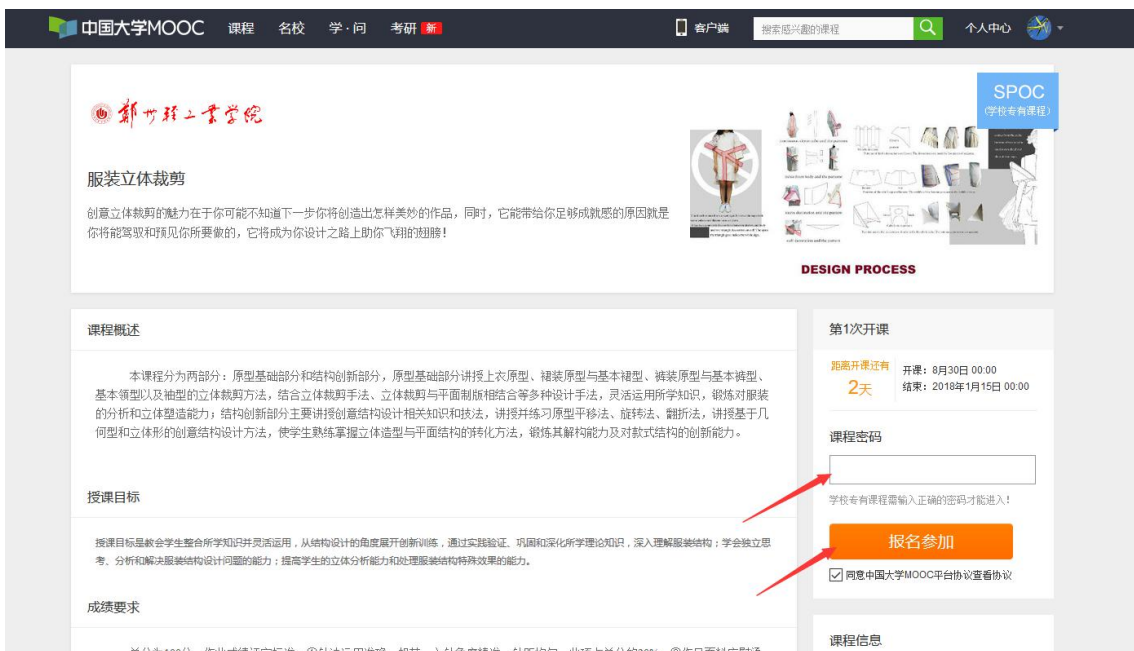 中国大学MOOC 课程 名校 学·问 考研 新 客户端 搜索感兴趣的课程 个人中心
SPOC
(学校专有课程)
郑州轻工业学院
服装立体裁剪
创意立体裁剪的魅力在于你可能不知道下一步你将创造出怎样美妙的作品，同时，它能带给你足够成就感的原因就是
你将能驾驭和预见你所要做的，它将成为你设计之路上助你飞翔的翅膀！
DESIGN PROCESS
课程概述
本课程分为两部分：原型基础部分和结构创新部分，原型基础部分讲授上衣原型、裙装原型与基本裙型、裤装原型与基本裤型、
基本领型以及袖型的立体裁剪方法，结合立体裁剪手法、立体裁剪与平面制版相结合等多种设计手法，灵活运用所学知识，锻炼对服装
的分析和立体塑造能力；结构创新部分主要讲授创意结构设计相关知识和技法，讲授并练习原型平移法、旋转法、翻折法，讲授基于几
何型和立体形的创意结构设计方法，使学生熟练掌握立体造型与平面结构的转化方法，锻炼其解构能力及对款式结构的创新能力。
授课目标
授课目标是教会学生整合所学知识并灵活运用，从结构设计的角度展开创新训练，通过实践验证、巩固和深化所学理论知识，深入理解服装结构；学会独立思
考、分析和解决服装结构设计问题的能力；提高学生的立体分析能力和处理服装结构特殊效果的能力。
成绩要求
第1次开课
距离开课还有
2天
开课：8月30日 00:00
结束：2018年1月15日 00:00
课程密码
学校专有课程需输入正确的密码才能进入！
报名参加
同意中国大学MOOC平台协议查看协议
课程信息